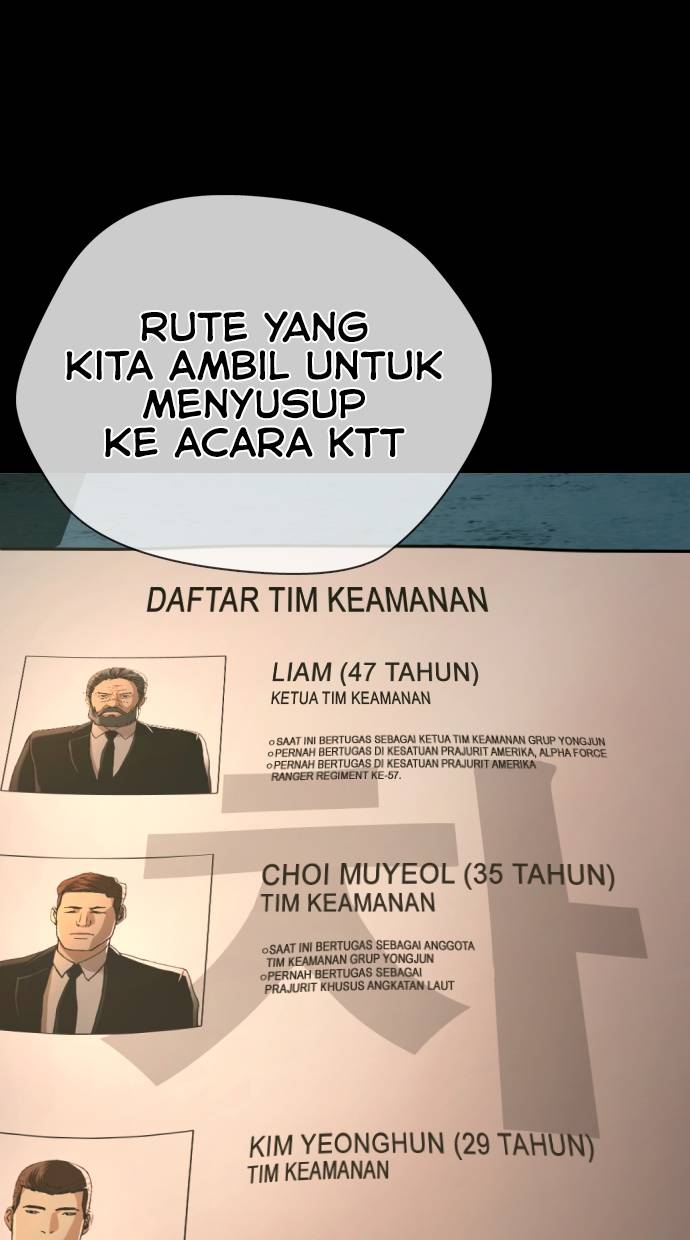 RUTE YANG
KITA AMBIL UNTUK
MENYUSUP
KE ACARA KTT
DAFTAR TIM KEAMANAN
LIAM (47 TAHUN)
KETUA TIM KEAMANAN
○SAAT INI BERTUGAS SEBAGAI KETUA TIM KEAMANAN GRUP YONGJUN
○PERNAH BERTUGAS DI KESATUAN PRAJURIT AMERIKA, ALPHA FORCE
○PERNAH BERTUGAS DI KESATUAN PRAJURIT AMERIKA
RANGER REGIMENT KE-57.
자
CHOI MUYEOL (35 TAHUN)
TIM KEAMANAN
○SAAT INI BERTUGAS SEBAGAI ANGGOTA
TIM KEAMANAN GRUP YONGJUN
○PERNAH BERTUGAS SEBAGAI
PRAJURIT KHUSUS ANGKATAN LAUT
KIM YEONGHUN (29 TAHUN)
TIM KEAMANAN